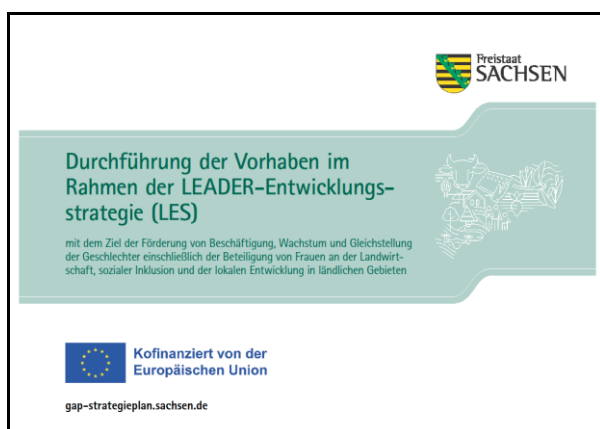 Freistaat
SACHSEN
Durchführung der Vorhaben im
Rahmen der LEADER-Entwicklungs-
strategie (LES)
mit dem Ziel der Förderung von Beschäftigung, Wachstum und Gleichstellung
der Geschlechter einschließlich der Beteiligung von Frauen an der Landwirt-
schaft, sozialer Inklusion und der lokalen Entwicklung in ländlichen Gebieten
Kofinanziert von der
Europäischen Union
gap-strategieplan.sachsen.de